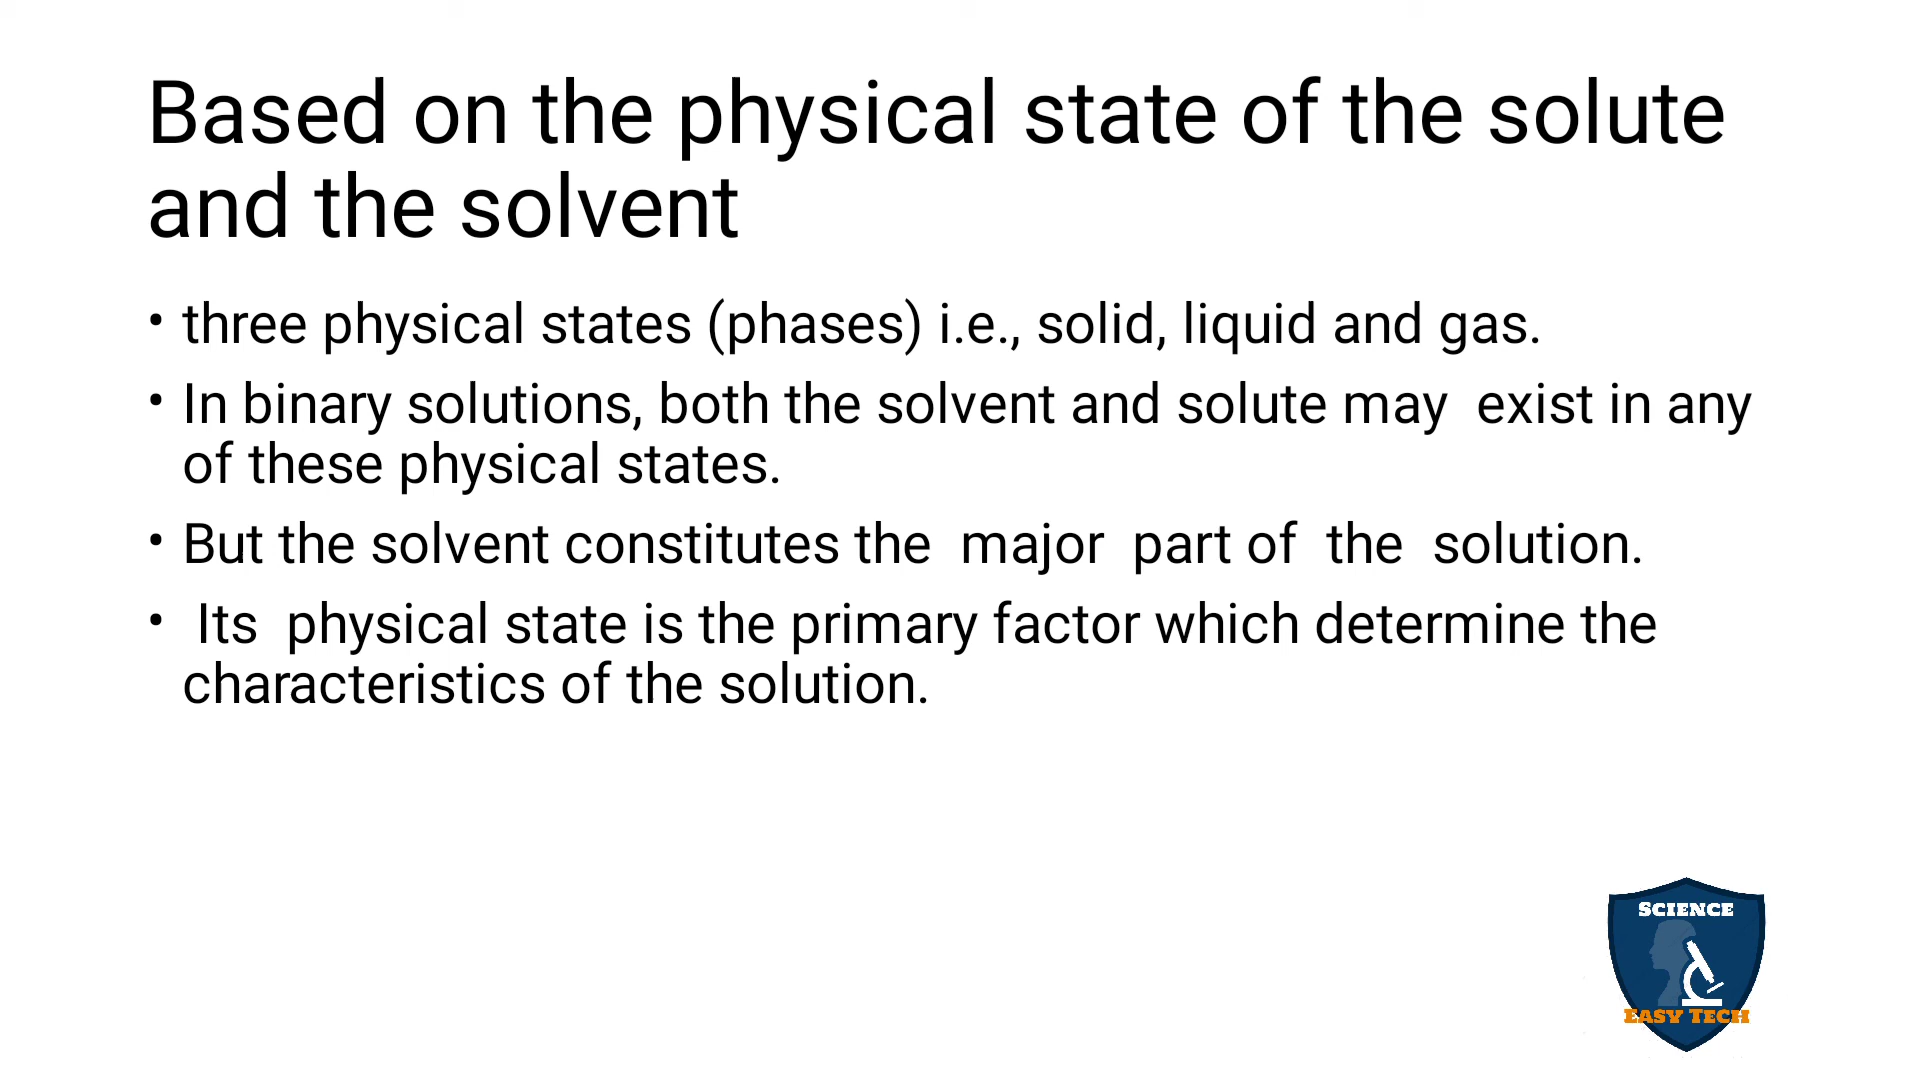 Based on the physical state of the solute
and the solvent
• three physical states (phases) i.e., solid, liquid and gas.
• In binary solutions, both the solvent and solute may  exist in any
of these physical states.
• But the solvent constitutes the  major  part of  the  solution.
•  Its  physical state is the primary factor which determine the
characteristics of the solution.
SCIENCE
EASY TECH